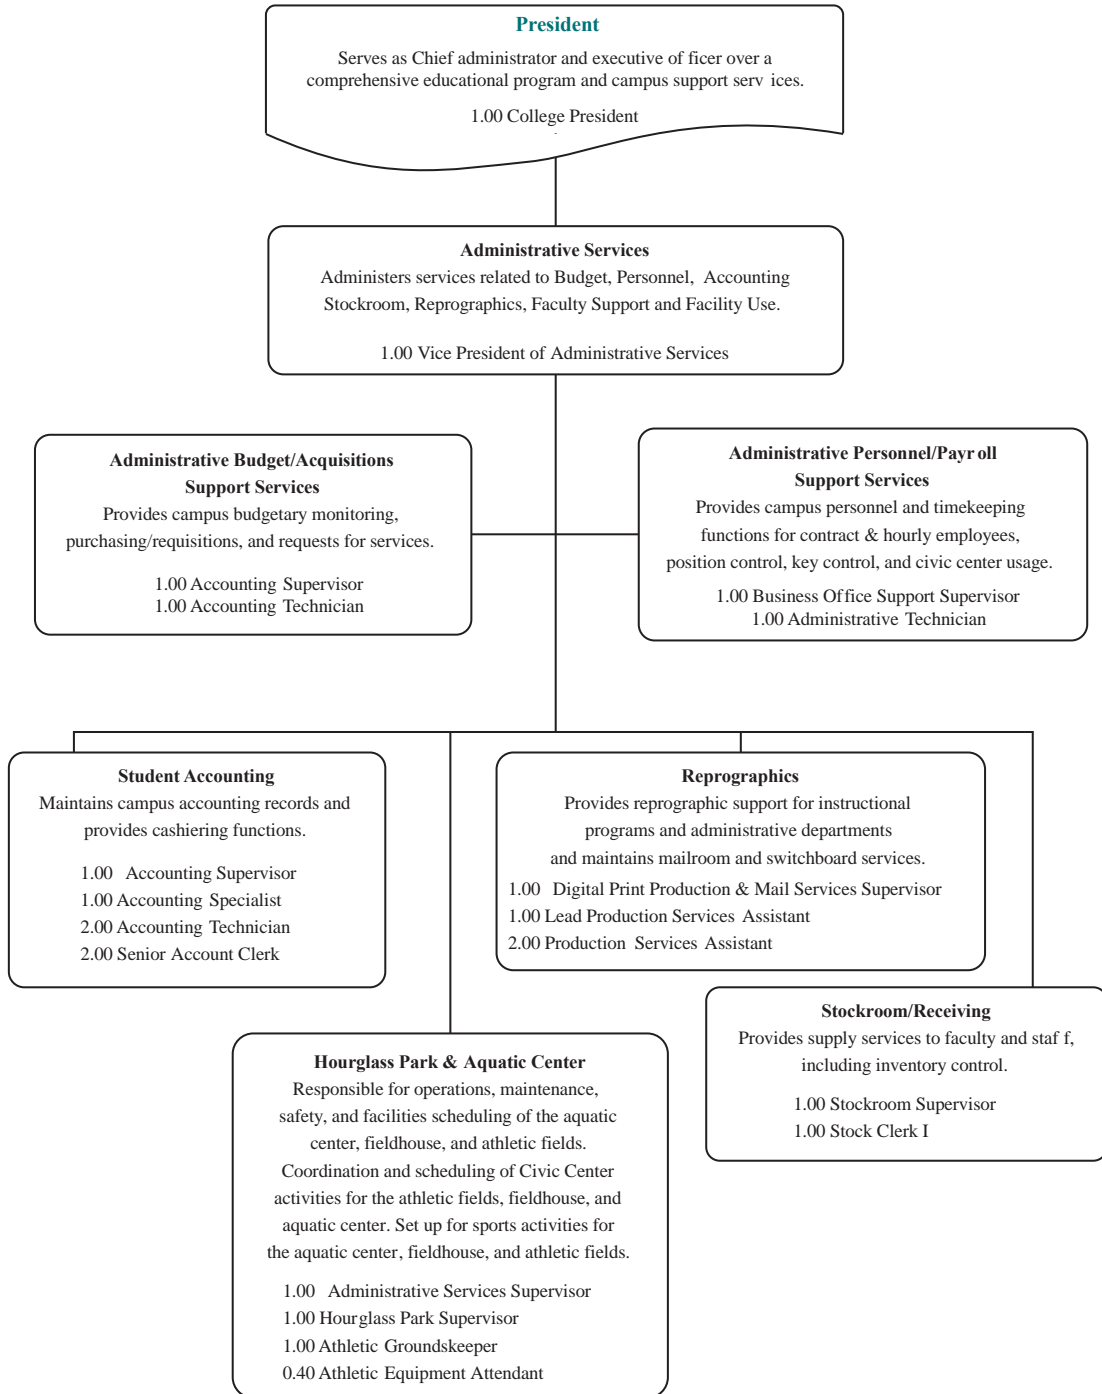 President
Serves as Chief administrator and executive of ficer over a
comprehensive educational program and campus support serv ices.
1.00 College President
Administrative Services
Administers services related to Budget, Personnel, Accounting
Stockroom, Reprographics, Faculty Support and Facility Use.
1.00 Vice President of Administrative Services
Administrative Budget/Acquisitions
Support Services
Provides campus budgetary monitoring,
purchasing/requisitions, and requests for services.
1.00 Accounting Supervisor
1.00 Accounting Technician
Administrative Personnel/Payr oll
Support Services
Provides campus personnel and timekeeping
functions for contract & hourly employees,
position control, key control, and civic center usage.
1.00 Business Office Support Supervisor
1.00 Administrative Technician
Student Accounting
Maintains campus accounting records and
provides cashiering functions.
1.00 Accounting Supervisor
1.00 Accounting Specialist
2.00 Accounting Technician
2.00 Senior Account Clerk
Reprographics
Provides reprographic support for instructional
programs and administrative departments
and maintains mailroom and switchboard services.
1.00 Digital Print Production & Mail Services Supervisor
1.00 Lead Production Services Assistant
2.00 Production Services Assistant
Stockroom/Receiving
Provides supply services to faculty and staf f,
including inventory control.
1.00 Stockroom Supervisor
1.00 Stock Clerk I
Hourglass Park & Aquatic Center
Responsible for operations, maintenance,
safety, and facilities scheduling of the aquatic
center, fieldhouse, and athletic fields.
Coordination and scheduling of Civic Center
activities for the athletic fields, fieldhouse, and
aquatic center. Set up for sports activities for
the aquatic center, fieldhouse, and athletic fields.
1.00 Administrative Services Supervisor
1.00 Hourglass Park Supervisor
1.00 Athletic Groundskeeper
0.40 Athletic Equipment Attendant